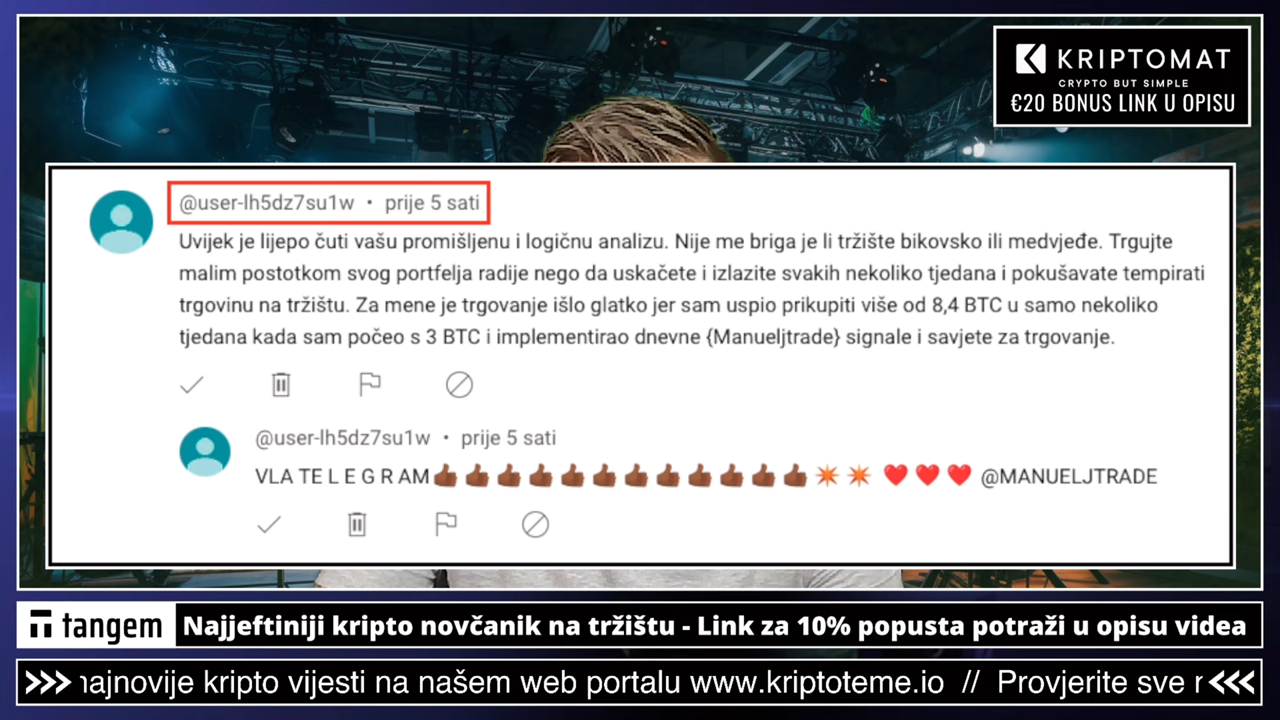 KRIPTOMAT
CRYPTO BUT SIMPLE
€20 BONUS LINK U OPISU
@user-lh5dz7su1w • prije 5 sati
Uvijek je lijepo čuti vašu promišljenu i logičnu analizu. Nije me briga je li tržište bikovsko ili medvjeđe. Trgujte
malim postotkom svog portfelja radije nego da uskačete i izlazite svakih nekoliko tjedana i pokušavate tempirati
trgovinu na tržištu. Za mene je trgovanje išlo glatko jer sam uspio prikupiti više od 8,4 BTC u samo nekoliko
tjedana kada sam počeo s 3 BTC i implementirao dnevne {Manueljtrade} signale i savjete za trgovanje.
@user-lh5dz7su1w • prije 5 sati
VLA TE L E G R AM👍🏾👍🏾👍🏾👍🏾👍🏾👍🏾👍🏾👍🏾👍🏾👍🏾👍🏾👍🏾💥💥 ❤️❤️❤️ @MANUELJTRADE
tangem Najjeftiniji kripto novčanik na tržištu - Link za 10% popusta potraži u opisu videa
>>> najnovije kripto vijesti na našem web portalu www.kriptoteme.io // Provjerite sve <<<